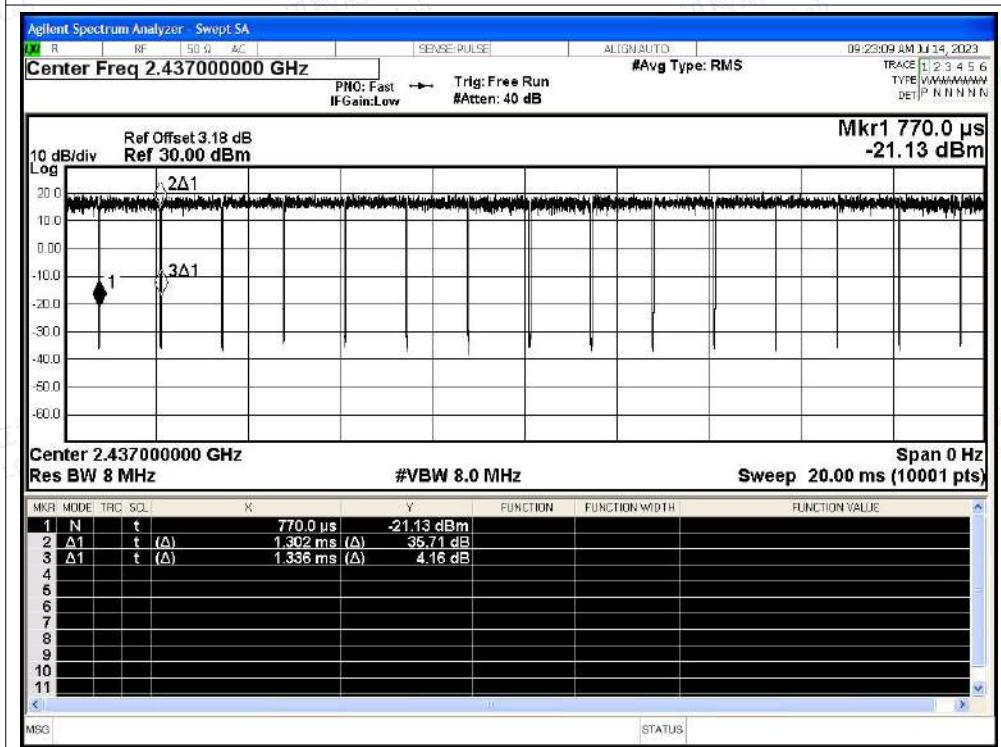 Agilent Spectrum Analyzer - Swept SA
LXI R RF 50 Ω AC SENSE:PULSE ALIGN AUTO 09:23:09 AM Jul 14, 2023
Center Freq 2.437000000 GHz #Avg Type: RMS TRACE 1 2 3 4 5 6
PNO: Fast Trig: Free Run TYPE
IFGain:Low #Atten: 40 dB DET P N N N N N
Mkr1 770.0 µs
-21.13 dBm
Ref Offset 3.18 dB
10 dB/div Ref 30.00 dBm
Log
20.0
10.0
0.00
-10.0
-20.0
-30.0
-40.0
-50.0
-60.0
2Δ1
3Δ1
1
Center 2.437000000 GHz Span 0 Hz
Res BW 8 MHz #VBW 8.0 MHz Sweep 20.00 ms (10001 pts)
MKR MODE TRC SCL X Y FUNCTION FUNCTION WIDTH FUNCTION VALUE
1 N t 770.0 µs -21.13 dBm
2 Δ1 t (Δ) 1.302 ms (Δ) 35.71 dB
3 Δ1 t (Δ) 1.336 ms (Δ) 4.16 dB
4
5
6
7
8
9
10
11
MSG STATUS